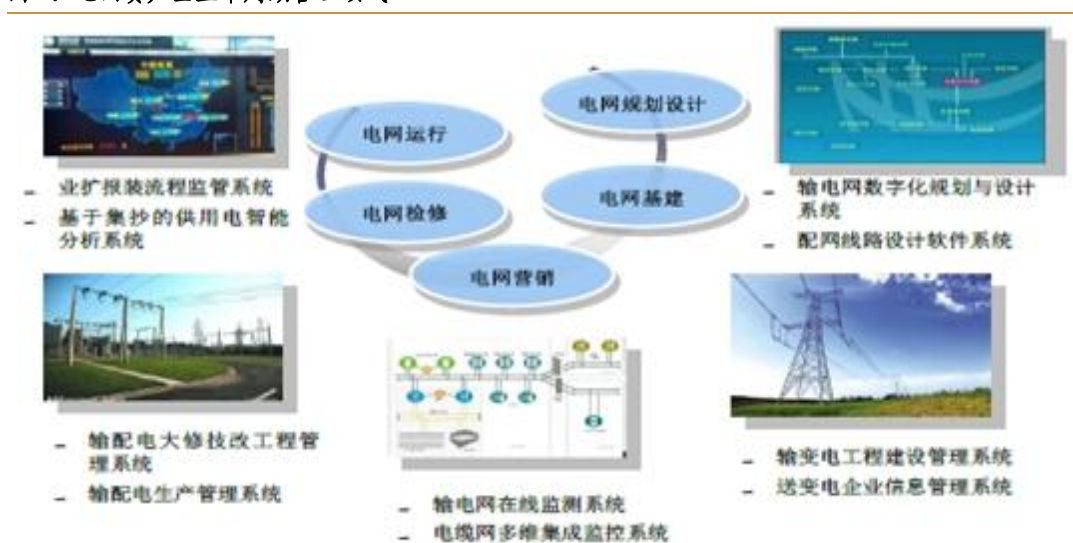 电网规划设计
电网运行
业扩报装流程监管系统
基于集抄的供用电智能
分析系统
电网检修
电网基建
输电网数字化规划与设计
系统
配网线路设计软件系统
电网营销
输配电大修技改工程管
理系统
输配电生产管理系统
输变电工程建设管理系统
送变电企业信息管理系统
输电网在线监测系统
电缆网多维集成监控系统